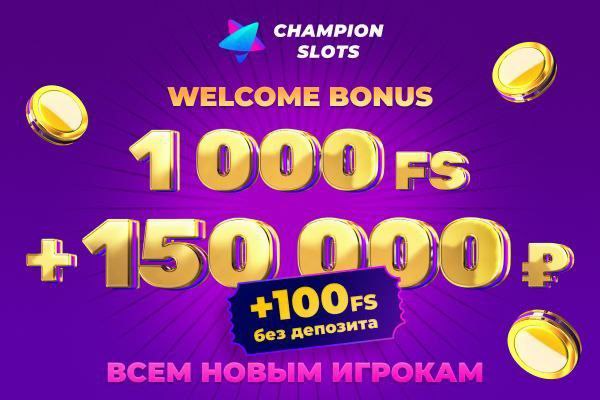 CHAMPION
SLOTS
WELCOME BONUS
1 000 FS
+150 000 ₽
+100 FS
без депозита
ВСЕМ НОВЫМ ИГРОКАМ